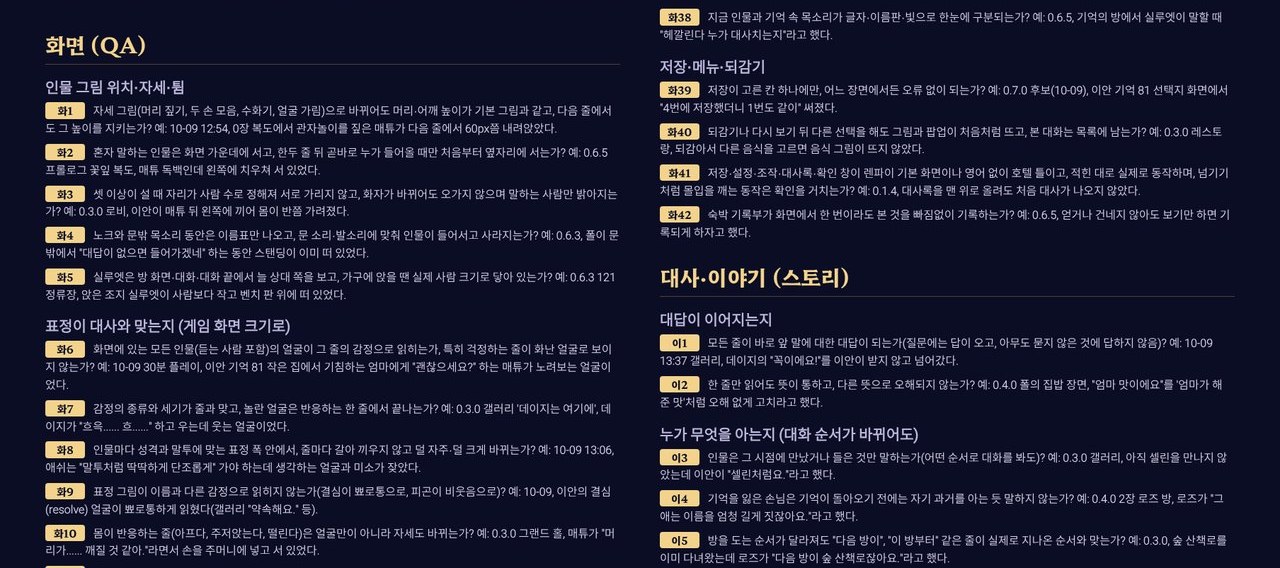 화면 (QA)
인물 그림 위치·자세·튐
화1 자세 그림(머리 짚기, 두 손 모음, 수화기, 얼굴 가림)으로 바뀌어도 머리·어깨 높이가 기본 그림과 같고, 다음 줄에서
도 그 높이를 지키는가? 예: 10-09 12:54, 0장 복도에서 관자놀이를 짚은 매튜가 다음 줄에서 60px쯤 내려앉았다.
화2 혼자 말하는 인물은 화면 가운데에 서고, 한두 줄 뒤 곧바로 누가 들어올 때만 처음부터 옆자리에 서는가? 예: 0.6.5
프롤로그 꽃잎 복도, 매튜 독백인데 왼쪽에 치우쳐 서 있었다.
화3 셋 이상이 설 때 자리가 사람 수로 정해져 서로 가리지 않고, 화자가 바뀌어도 오가지 않으며 말하는 사람만 밝아지는
가? 예: 0.3.0 로비, 이안이 매튜 뒤 왼쪽에 끼어 몸이 반쯤 가려졌다.
화4 노크와 문밖 목소리 동안은 이름표만 나오고, 문 소리·발소리에 맞춰 인물이 들어서고 사라지는가? 예: 0.6.3, 폴이 문
밖에서 "대답이 없으면 들어가겠네" 하는 동안 스탠딩이 이미 떠 있었다.
화5 실루엣은 방 화면·대화·대화 끝에서 늘 상대 쪽을 보고, 가구에 앉을 땐 실제 사람 크기로 닿아 있는가? 예: 0.6.3 121
정류장, 앉은 조지 실루엣이 사람보다 작고 벤치 판 위에 떠 있었다.
표정이 대사와 맞는지 (게임 화면 크기로)
화6 화면에 있는 모든 인물(듣는 사람 포함)의 얼굴이 그 줄의 감정으로 읽히는가, 특히 걱정하는 줄이 화난 얼굴로 보이
지 않는가? 예: 10-09 30분 플레이, 이안 기억 81 작은 집에서 기침하는 엄마에게 "괜찮으세요?" 하는 매튜가 노려보는 얼굴이
었다.
화7 감정의 종류와 세기가 줄과 맞고, 놀란 얼굴은 반응하는 한 줄에서 끝나는가? 예: 0.3.0 갤러리 '데이지는 여기에', 데
이지가 "흐윽...... 흐......" 하고 우는데 웃는 얼굴이었다.
화8 인물마다 성격과 말투에 맞는 표정 폭 안에서, 줄마다 갈아 끼우지 않고 덜 자주·덜 크게 바뀌는가? 예: 10-09 13:06,
애쉬는 "말투처럼 딱딱하게 단조롭게" 가야 하는데 생각하는 얼굴과 미소가 잦았다.
화9 표정 그림이 이름과 다른 감정으로 읽히지 않는가(결심이 뾰로통으로, 피곤이 비웃음으로)? 예: 10-09, 이안의 결심
(resolve) 얼굴이 뾰로통하게 읽혔다(갤러리 "약속해요." 등).
화10 몸이 반응하는 줄(아프다, 주저앉는다, 떨린다)은 얼굴만이 아니라 자세도 바뀌는가? 예: 0.3.0 그랜드 홀, 매튜가 "머
리가...... 깨질 것 같아."라면서 손을 주머니에 넣고 서 있었다.
화38 지금 인물과 기억 속 목소리가 글자·이름판·빛으로 한눈에 구분되는가? 예: 0.6.5, 기억의 방에서 실루엣이 말할 때
"헤깔린다 누가 대사치는지"라고 했다.
저장·메뉴·되감기
화39 저장이 고른 칸 하나에만, 어느 장면에서든 오류 없이 되는가? 예: 0.7.0 후보(10-09), 이안 기억 81 선택지 화면에서
"4번에 저장했더니 1번도 같이" 써졌다.
화40 되감기나 다시 보기 뒤 다른 선택을 해도 그림과 팝업이 처음처럼 뜨고, 본 대화는 목록에 남는가? 예: 0.3.0 레스토
랑, 되감아서 다른 음식을 고르면 음식 그림이 뜨지 않았다.
화41 저장·설정·조작·대사록·확인 창이 렌파이 기본 화면이나 영어 없이 호텔 틀이고, 적힌 대로 실제로 동작하며, 넘기기
처럼 몰입을 깨는 동작은 확인을 거치는가? 예: 0.1.4, 대사록을 맨 위로 올려도 처음 대사가 나오지 않았다.
화42 숙박 기록부가 화면에서 한 번이라도 본 것을 빠짐없이 기록하는가? 예: 0.6.5, 얻거나 건네지 않아도 보기만 하면 기
록되게 하자고 했다.
대사·이야기 (스토리)
대답이 이어지는지
이1 모든 줄이 바로 앞 말에 대한 대답이 되는가(질문에는 답이 오고, 아무도 묻지 않은 것에 답하지 않음)? 예: 10-09
13:37 갤러리, 데이지의 "꼭이에요!"를 이안이 받지 않고 넘어갔다.
이2 한 줄만 읽어도 뜻이 통하고, 다른 뜻으로 오해되지 않는가? 예: 0.4.0 폴의 집밥 장면, "엄마 맛이에요"를 '엄마가 해
준 맛'처럼 오해 없게 고치라고 했다.
누가 무엇을 아는지 (대화 순서가 바뀌어도)
이3 인물은 그 시점에 만났거나 들은 것만 말하는가(어떤 순서로 대화를 봐도)? 예: 0.3.0 갤러리, 아직 셀린을 만나지 않
았는데 이안이 "셀린처럼요."라고 했다.
이4 기억을 잃은 손님은 기억이 돌아오기 전에는 자기 과거를 아는 듯 말하지 않는가? 예: 0.4.0 2장 로즈 방, 로즈가 "그
애는 이름을 엄청 길게 짓잖아요."라고 했다.
이5 방을 도는 순서가 달라져도 "다음 방이", "이 방부터" 같은 줄이 실제로 지나온 순서와 맞는가? 예: 0.3.0, 숲 산책로를
이미 다녀왔는데 로즈가 "다음 방이 숲 산책로잖아요."라고 했다.